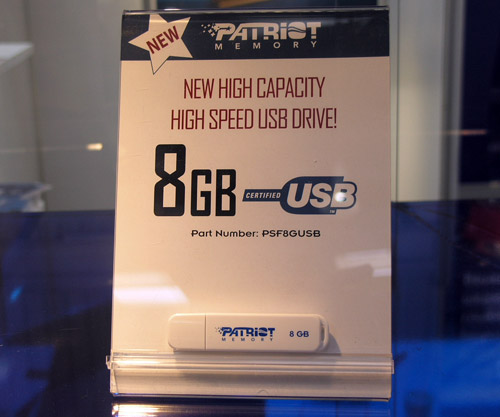 NEW
PATRIOT
MEMORY
NEW HIGH CAPACITY
HIGH SPEED USB DRIVE!
8GB CERTIFIED USB TM
Part Number: PSF8GUSB
PATRIOT
MEMORY
8 GB